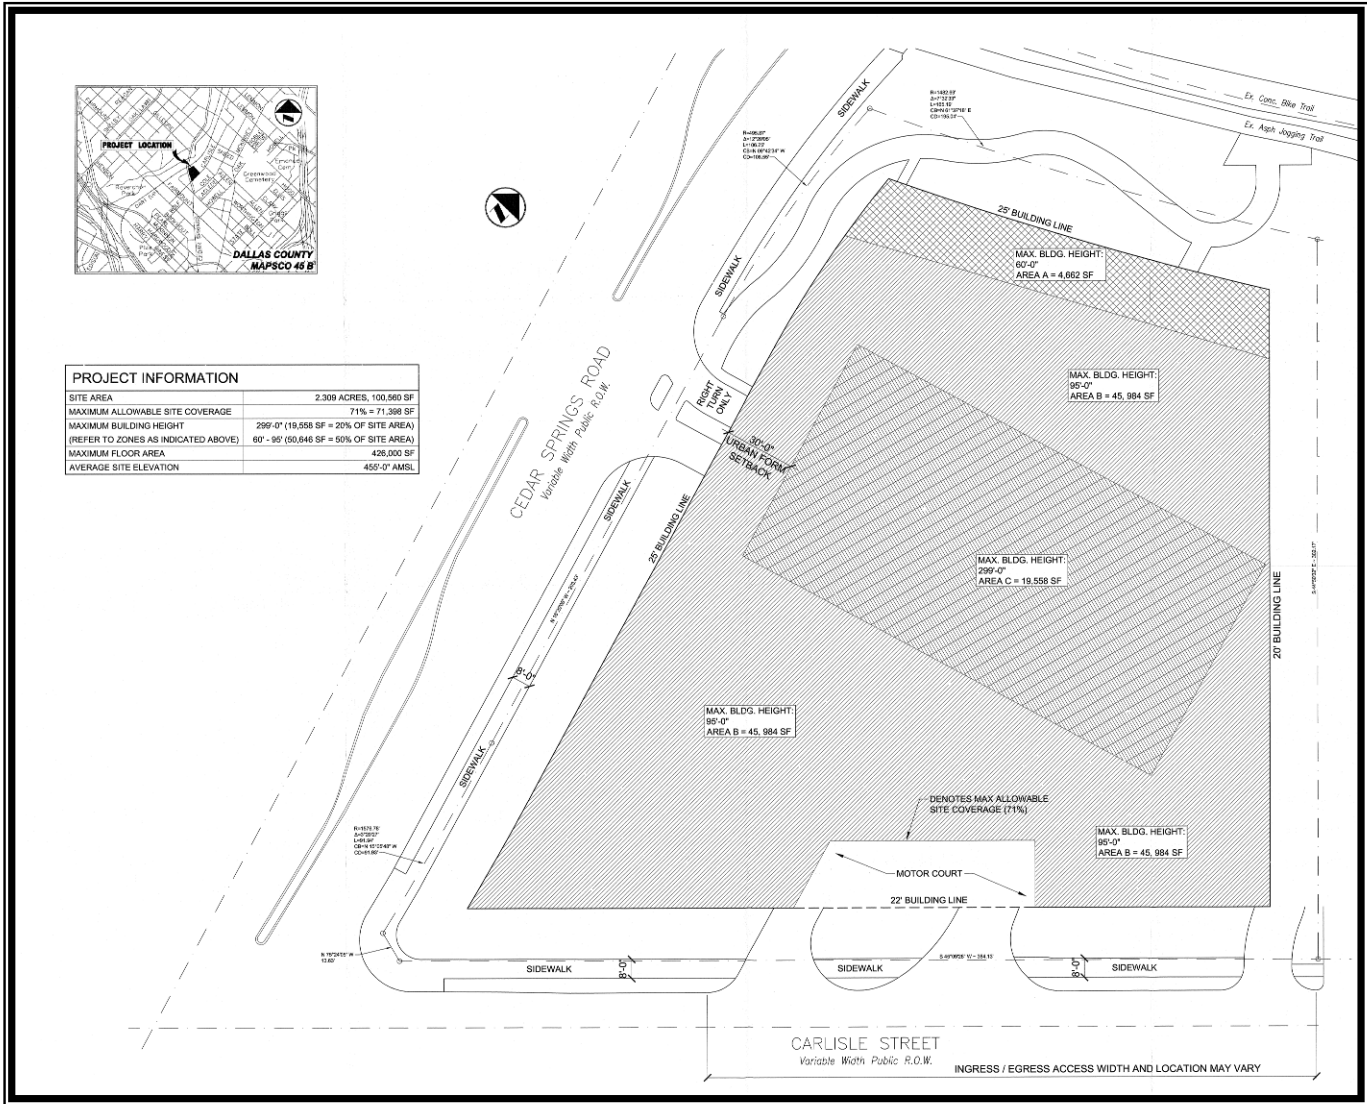 PROJECT LOCATION
Greenwood
Cemetery
DALLAS COUNTY
MAPSCO 45 B
PROJECT INFORMATION
SITE AREA 2.309 ACRES, 100,560 SF
MAXIMUM ALLOWABLE SITE COVERAGE 71% = 71,398 SF
MAXIMUM BUILDING HEIGHT 299'-0" (19,558 SF = 20% OF SITE AREA)
(REFER TO ZONES AS INDICATED ABOVE) 60' - 95' (50,646 SF = 50% OF SITE AREA)
MAXIMUM FLOOR AREA 426,000 SF
AVERAGE SITE ELEVATION 455'-0" AMSL
SIDEWALK
Ex. Conc. Bike Trail
Ex. Asph Jogging Trail
25' BUILDING LINE
MAX. BLDG. HEIGHT:
60'-0"
AREA A = 4,662 SF
SIDEWALK
MAX. BLDG. HEIGHT:
95'-0"
AREA B = 45, 984 SF
CEDAR SPRINGS ROAD
Variable Width Public R.O.W.
RIGHT
TURN
ONLY
30'-0"
URBAN FORM
SETBACK
SIDEWALK
25' BUILDING LINE
MAX. BLDG. HEIGHT:
299'-0"
AREA C = 19,558 SF
20' BUILDING LINE
8'-0"
MAX. BLDG. HEIGHT:
95'-0"
AREA B = 45, 984 SF
SIDEWALK
DENOTES MAX ALLOWABLE
SITE COVERAGE (71%)
MAX. BLDG. HEIGHT:
95'-0"
AREA B = 45, 984 SF
MOTOR COURT
22' BUILDING LINE
SIDEWALK
8'-0"
SIDEWALK
8'-0"
SIDEWALK
CARLISLE STREET
Variable Width Public R.O.W.
INGRESS / EGRESS ACCESS WIDTH AND LOCATION MAY VARY